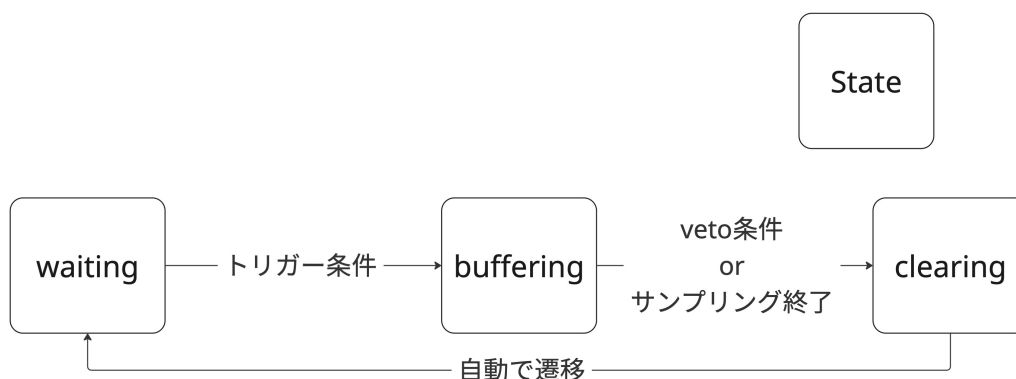 State
waiting
トリガー条件
buffering
veto条件
or
サンプリング終了
clearing
自動で遷移